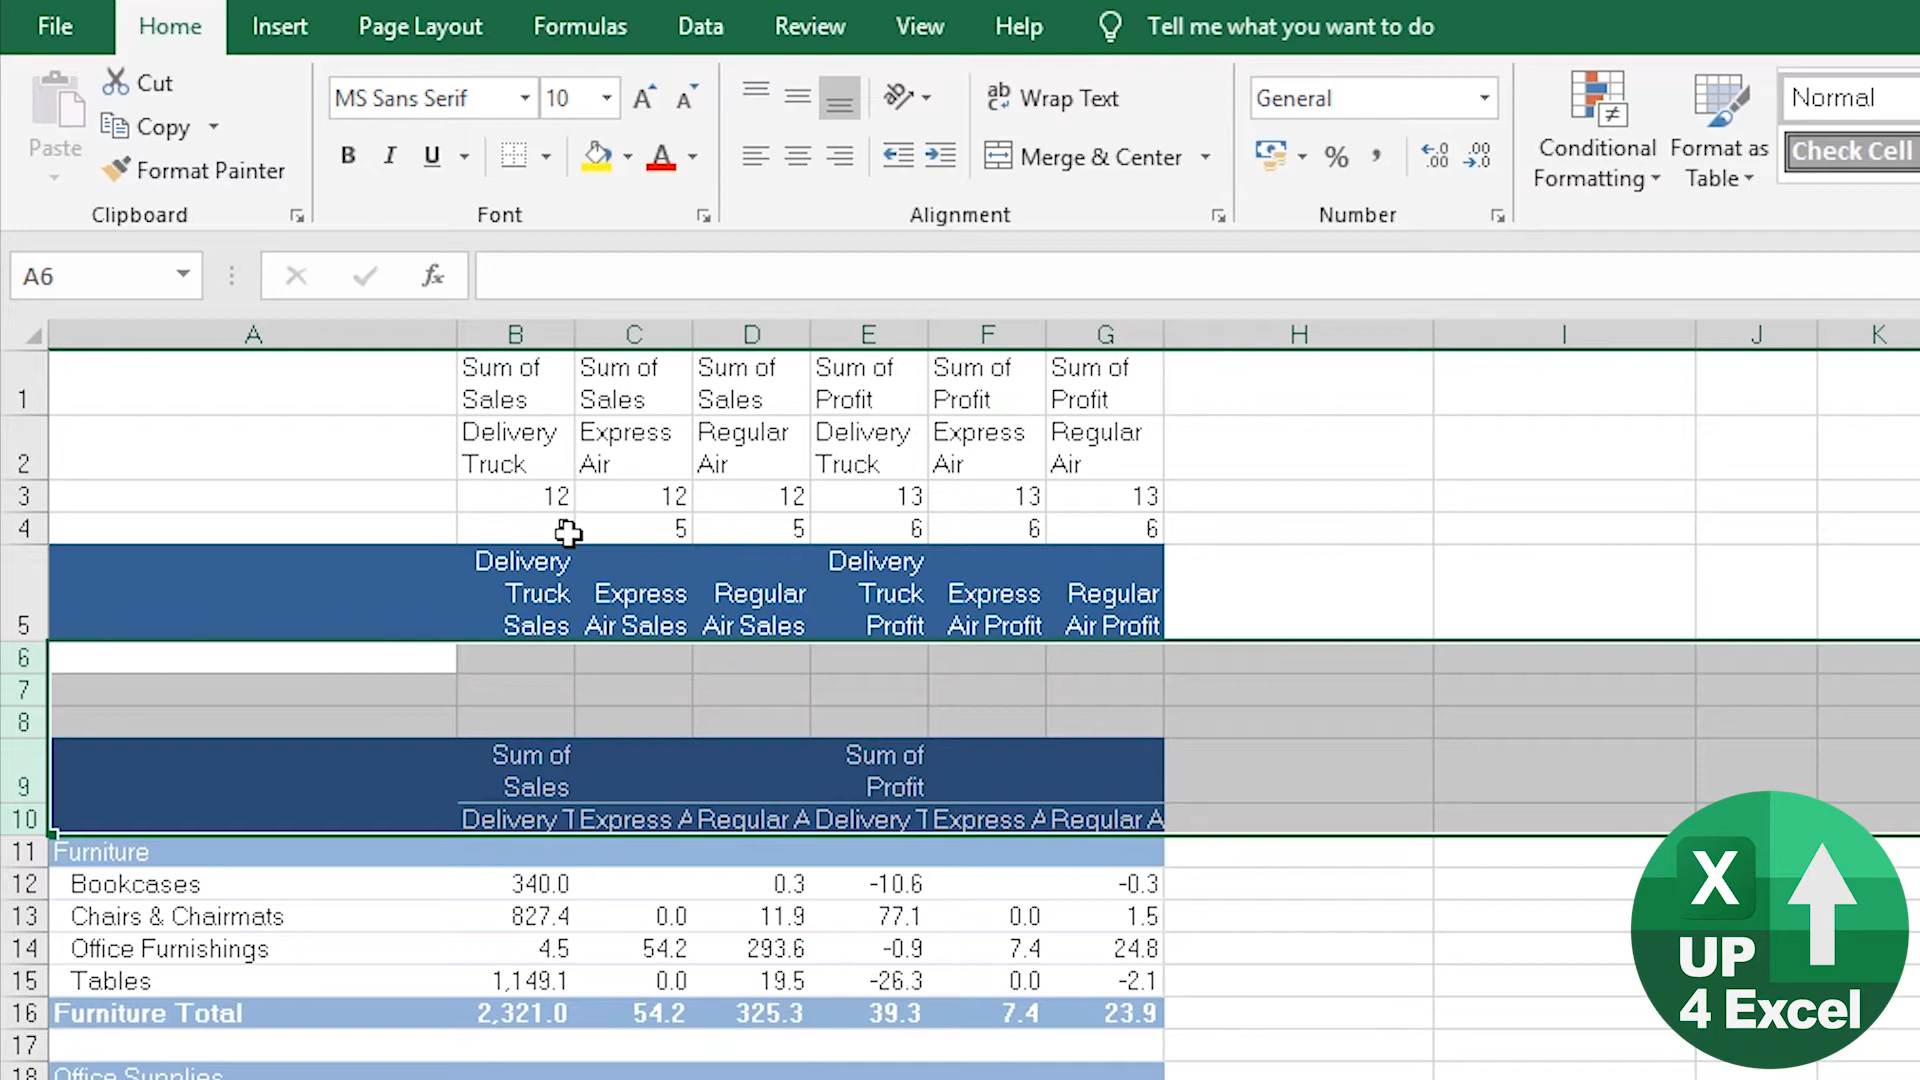 File Home Insert Page Layout Formulas Data Review View Help Tell me what you want to do
Paste
Cut
Copy
Format Painter
Clipboard
MS Sans Serif 10
B I U
Font
Wrap Text
Merge & Center
Alignment
General
%
Number
Conditional Formatting
Format as Table
Normal
Check Cell
A6 fx
A B C D E F G H I J K
1 Sum of Sales Sum of Sales Sum of Sales Sum of Profit Sum of Profit Sum of Profit
2 Delivery Truck Express Air Regular Air Delivery Truck Express Air Regular Air
3 12 12 12 13 13 13
4 5 5 6 6 6
5 Delivery Truck Sales Express Air Sales Regular Air Sales Delivery Truck Profit Express Air Profit Regular Air Profit
6
7
8
9 Sum of Sales Sum of Profit
10 Delivery T Express A Regular A Delivery T Express A Regular A
11 Furniture
12 Bookcases 340.0 0.3 -10.6 -0.3
13 Chairs & Chairmats 827.4 0.0 11.9 77.1 0.0 1.5
14 Office Furnishings 4.5 54.2 293.6 -0.9 7.4 24.8
15 Tables 1,149.1 0.0 19.5 -26.3 0.0 -2.1
16 Furniture Total 2,321.0 54.2 325.3 39.3 7.4 23.9
17
18 Office Supplies
X
UP
4 Excel